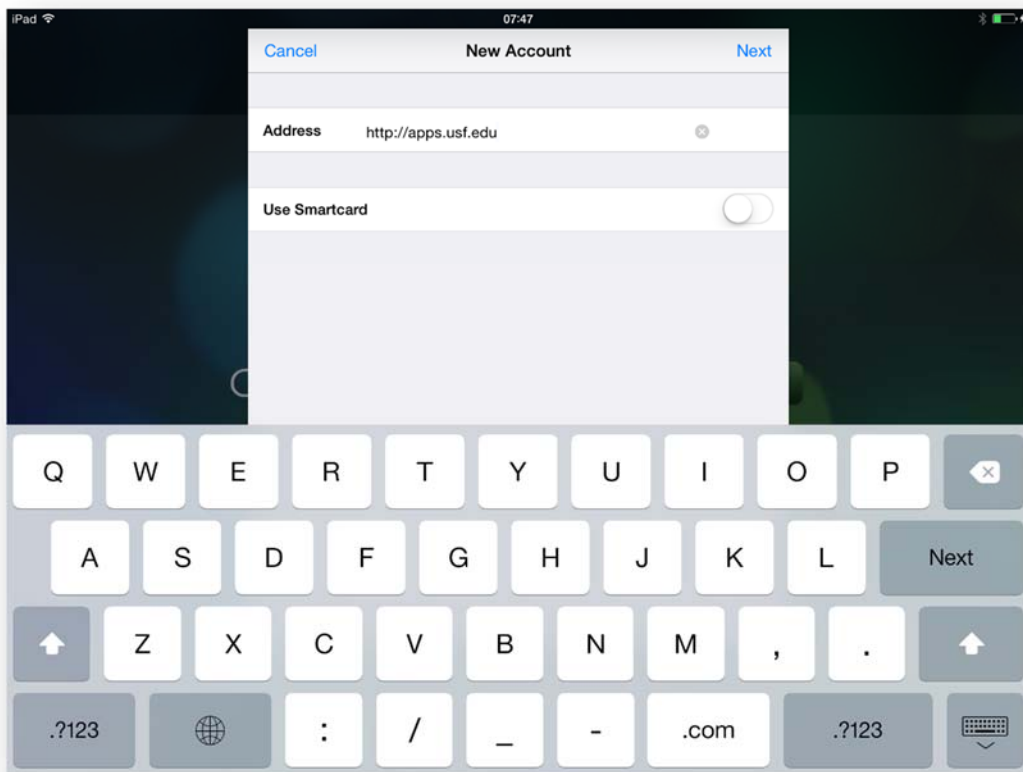 iPad 07:47
Cancel New Account Next
Address http://apps.usf.edu
Use Smartcard
Q W E R T Y U I O P
A S D F G H J K L Next
Z X C V B N M , .
.?123 : / _ - .com .?123